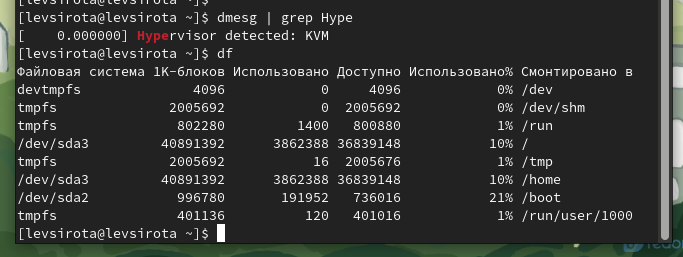 [levsirota@levsirota ~]$ dmesg | grep Hype
[    0.000000] Hypervisor detected: KVM
[levsirota@levsirota ~]$ df
Файловая система 1K-блоков Использовано Доступно Использовано% Смонтировано в
devtmpfs              4096            0     4096            0% /dev
tmpfs              2005692            0  2005692            0% /dev/shm
tmpfs               802280         1400   800880            1% /run
/dev/sda3         40891392      3862388 36839148           10% /
tmpfs              2005692           16  2005676            1% /tmp
/dev/sda3         40891392      3862388 36839148           10% /home
/dev/sda2           996780       191952   736016           21% /boot
tmpfs               401136          120   401016            1% /run/user/1000
[levsirota@levsirota ~]$